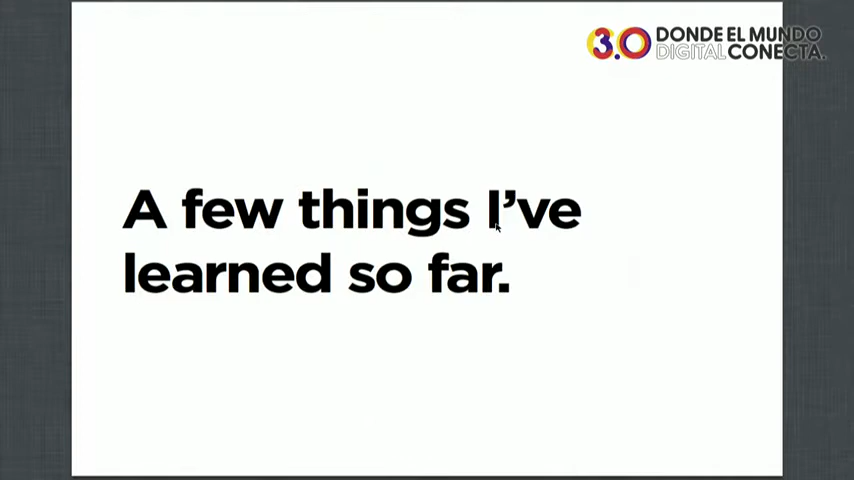 3.0 DONDE EL MUNDO
DIGITAL CONECTA.
A few things I've
learned so far.